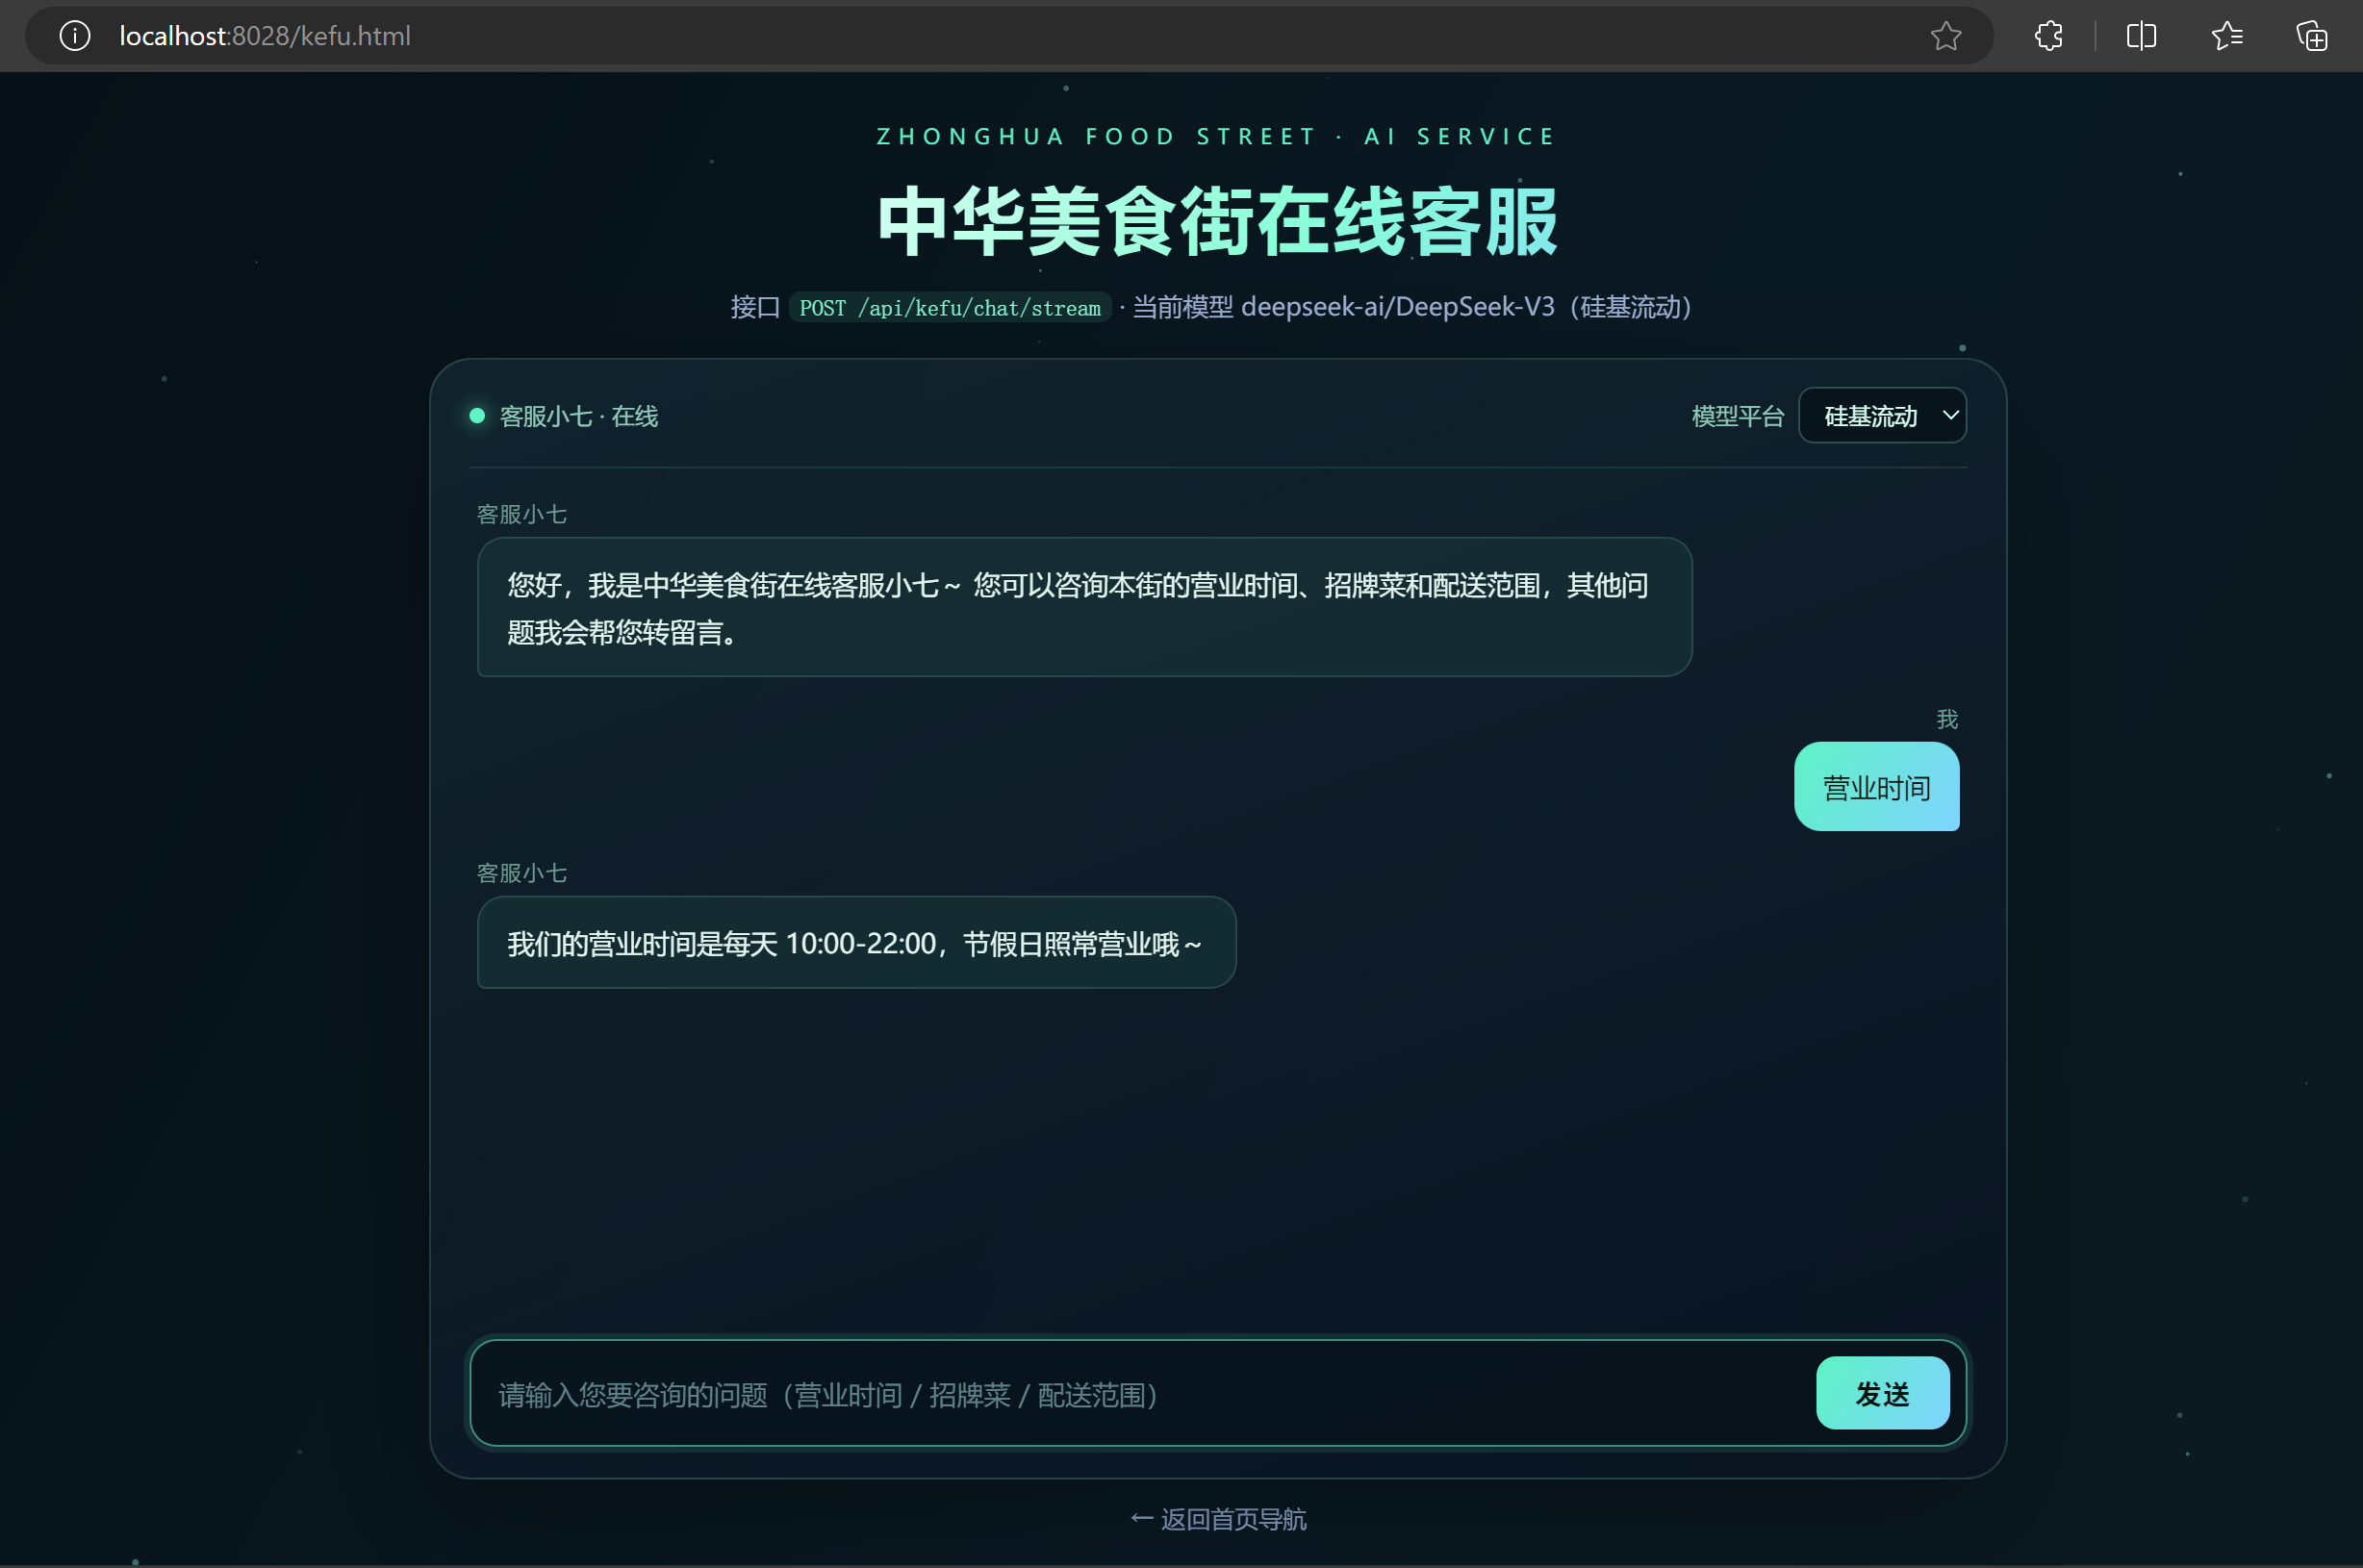 localhost:8028/kefu.html
ZHONGHUA FOOD STREET · AI SERVICE
中华美食街在线客服
接口 POST /api/kefu/chat/stream · 当前模型 deepseek-ai/DeepSeek-V3（硅基流动）
客服小七 · 在线
模型平台 硅基流动
客服小七
您好，我是中华美食街在线客服小七～ 您可以咨询本街的营业时间、招牌菜和配送范围，其他问
题我会帮您转留言。
我
营业时间
客服小七
我们的营业时间是每天 10:00-22:00，节假日照常营业哦～
请输入您要咨询的问题（营业时间 / 招牌菜 / 配送范围）
发送
← 返回首页导航